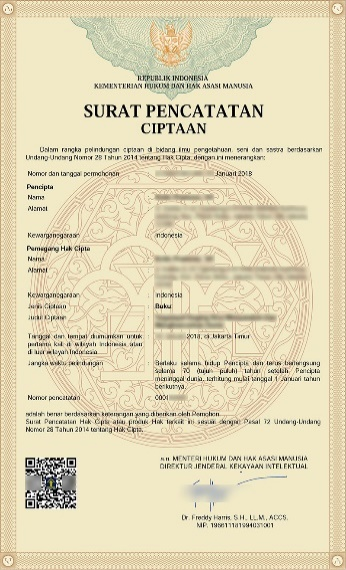 REPUBLIK INDONESIA
KEMENTERIAN HUKUM DAN HAK ASASI MANUSIA
SURAT PENCATATAN
CIPTAAN
Dalam rangka pelindungan ciptaan di bidang ilmu pengetahuan, seni dan sastra berdasarkan
Undang-Undang Nomor 28 Tahun 2014 tentang Hak Cipta, dengan ini menerangkan:
Nomor dan tanggal permohonan : Januari 2018
Pencipta
Nama
Alamat
Kewarganegaraan : Indonesia
Pemegang Hak Cipta
Nama
Alamat
Kewarganegaraan : Indonesia
Jenis Ciptaan : Buku
Judul Ciptaan
Tanggal dan tempat diumumkan untuk : 2018, di Jakarta Timur
pertama kali di wilayah Indonesia atau
di luar wilayah Indonesia
Jangka waktu pelindungan : Berlaku selama hidup Pencipta dan terus berlangsung
selama 70 (tujuh puluh) tahun setelah Pencipta
meninggal dunia, terhitung mulai tanggal 1 Januari tahun
berikutnya.
Nomor pencatatan : 0001
adalah benar berdasarkan keterangan yang diberikan oleh Pemohon.
Surat Pencatatan Hak Cipta atau produk Hak terkait ini sesuai dengan Pasal 72 Undang-Undang
Nomor 28 Tahun 2014 tentang Hak Cipta.
a.n. MENTERI HUKUM DAN HAK ASASI MANUSIA
DIREKTUR JENDERAL KEKAYAAN INTELEKTUAL
Dr. Freddy Harris, S.H., LL.M., ACCS.
NIP. 196611181994031001